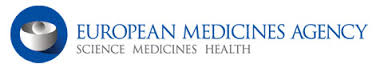 EUROPEAN MEDICINES AGENCY
SCIENCE MEDICINES HEALTH